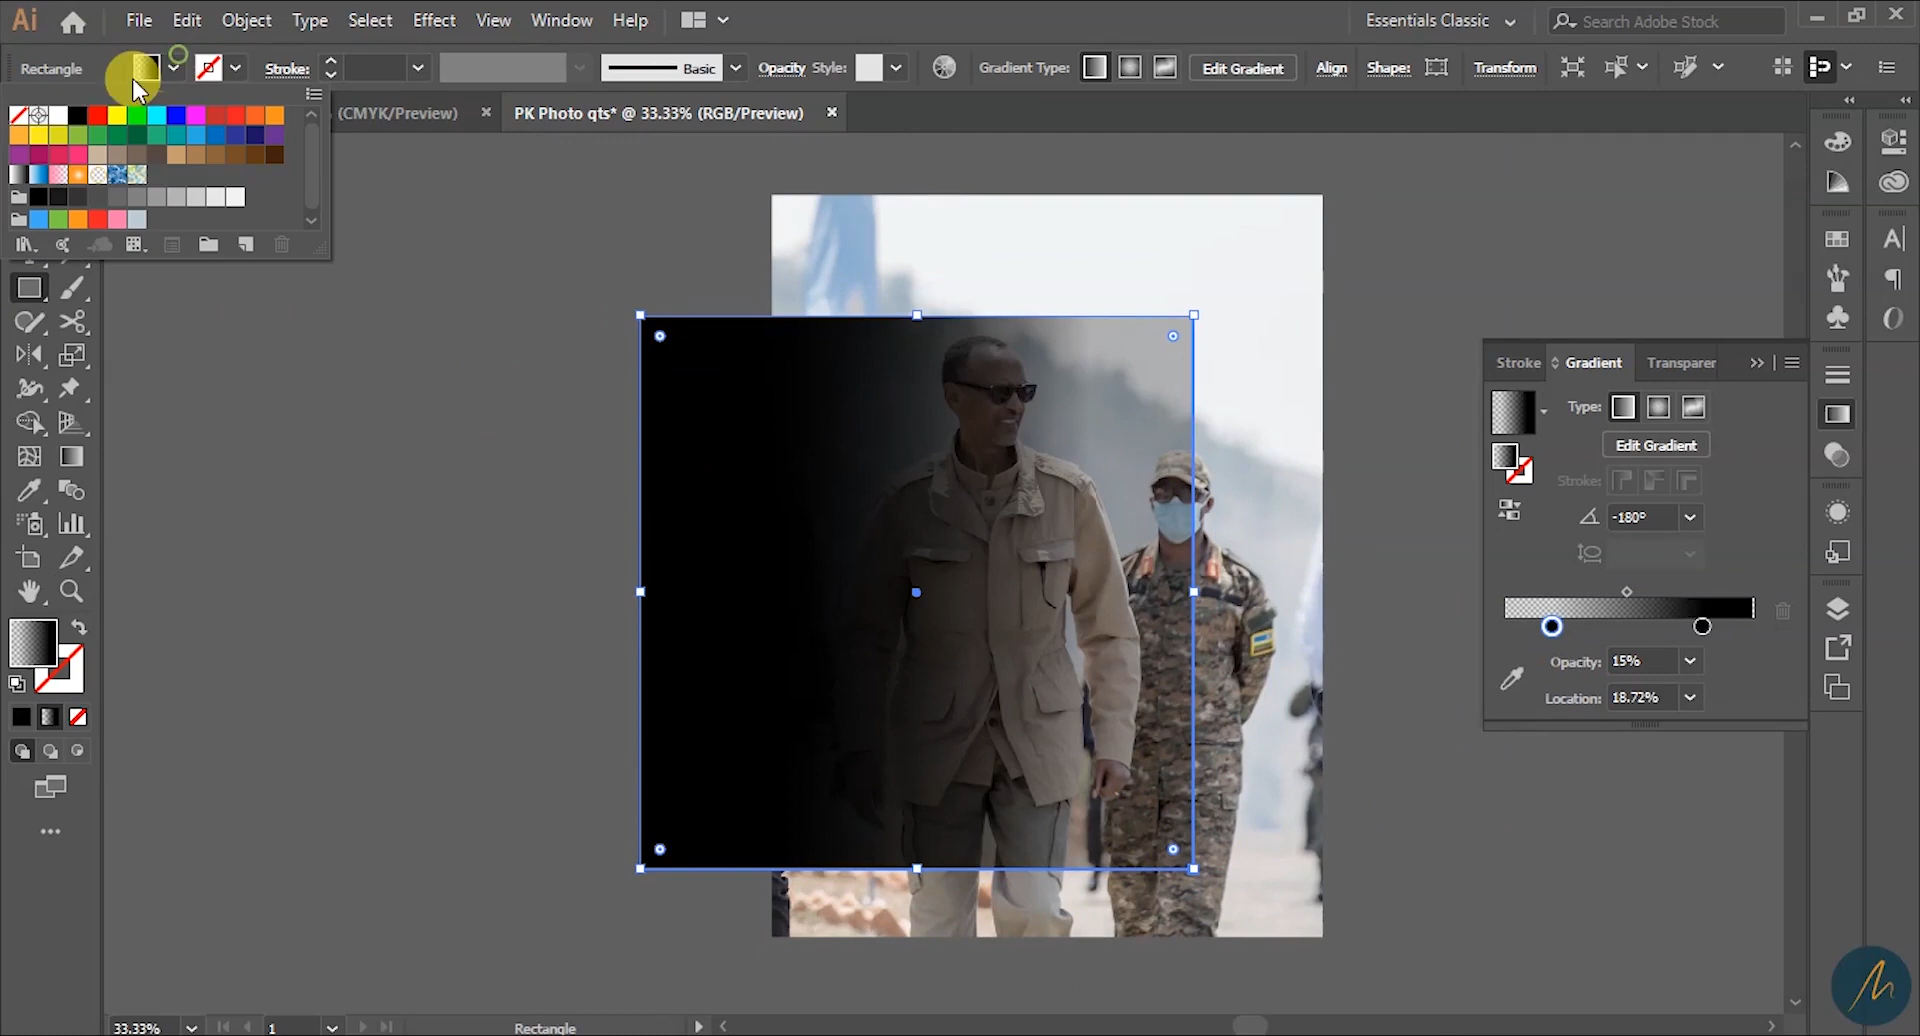 Ai File Edit Object Type Select Effect View Window Help Essentials Classic Search Adobe Stock
Rectangle Stroke: Basic Opacity Style: Gradient Type: Edit Gradient Align Shape: Transform
(CMYK/Preview) × PK Photo qts* @ 33.33% (RGB/Preview) ×
Stroke Gradient Transparer
Type:
Edit Gradient
Stroke:
-180°
Opacity: 15%
Location: 18.72%
33.33% 1 Rectangle